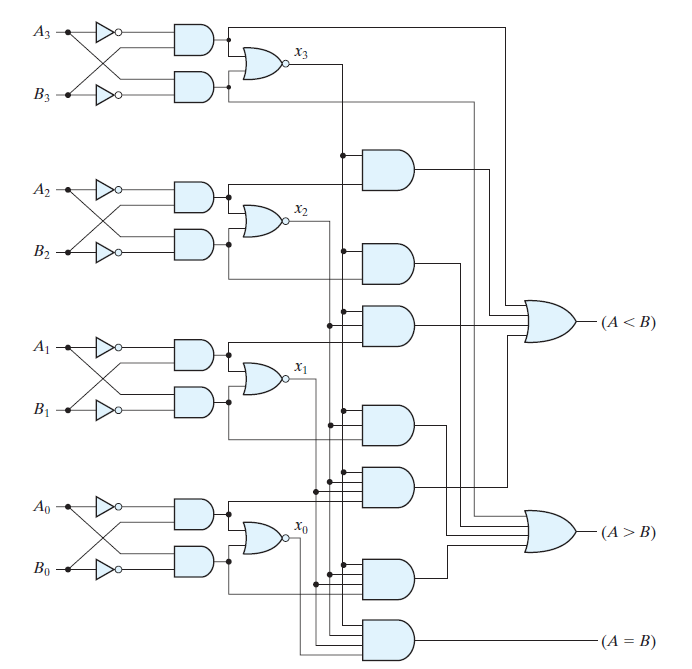 A3
x3
B3
A2
x2
B2
(A < B)
A1
x1
B1
A0
x0
(A > B)
B0
(A = B)